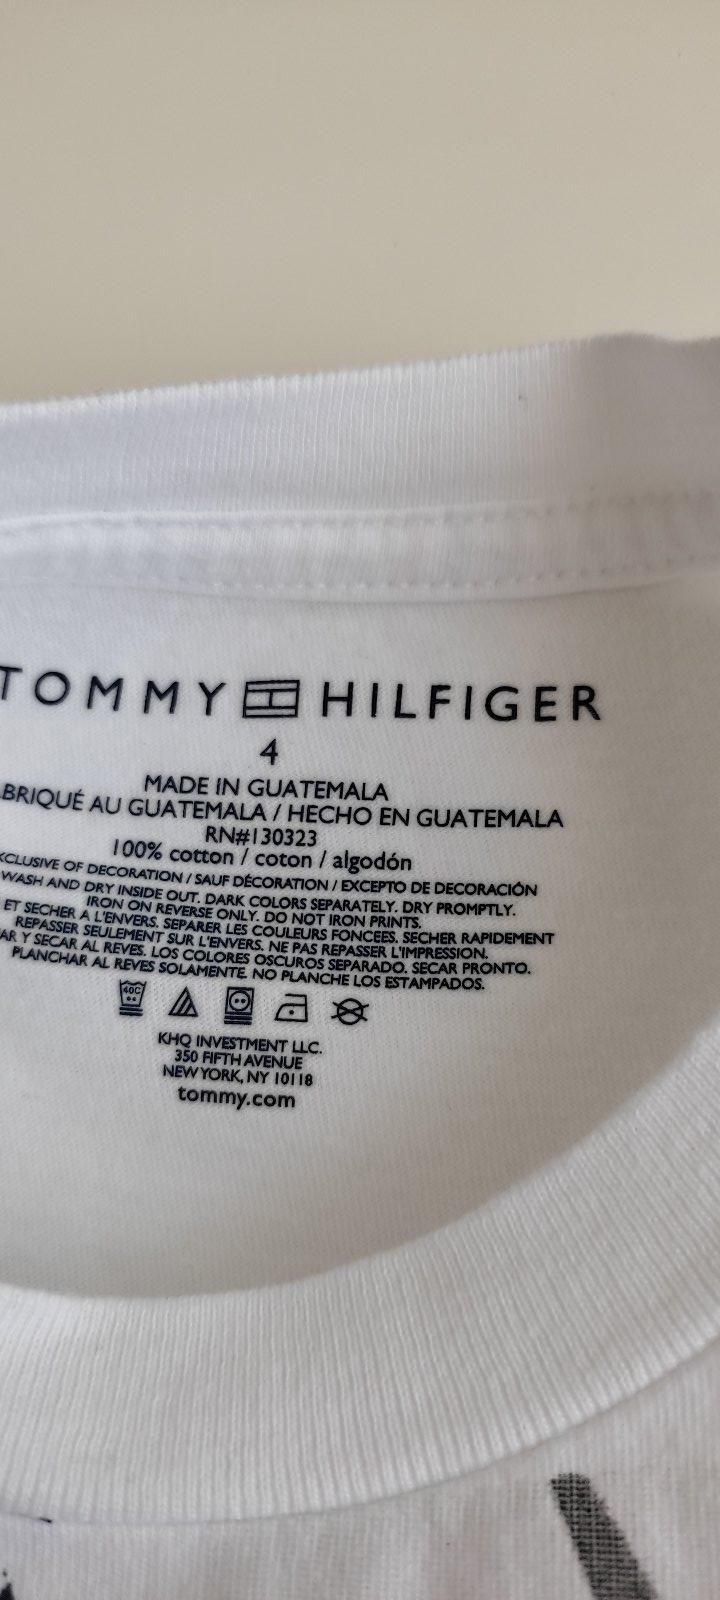 TOMMY HILFIGER
4
MADE IN GUATEMALA
BRIQUÉ AU GUATEMALA / HECHO EN GUATEMALA
RN#130323
100% cotton / coton / algodón
XCLUSIVE OF DECORATION / SAUF DÉCORATION / EXCEPTO DE DECORACIÓN
WASH AND DRY INSIDE OUT. DARK COLORS SEPARATELY. DRY PROMPTLY.
IRON ON REVERSE ONLY. DO NOT IRON PRINTS.
ET SECHER A L'ENVERS. SEPARER LES COULEURS FONCEES. SECHER RAPIDEMENT
REPASSER SEULEMENT SUR L'ENVERS. NE PAS REPASSER L'IMPRESSION.
AR Y SECAR AL REVES. LOS COLORES OSCUROS SEPARADO. SECAR PRONTO.
PLANCHAR AL REVES SOLAMENTE. NO PLANCHE LOS ESTAMPADOS.
40C
KHQ INVESTMENT LLC.
350 FIFTH AVENUE
NEW YORK, NY 10118
tommy.com